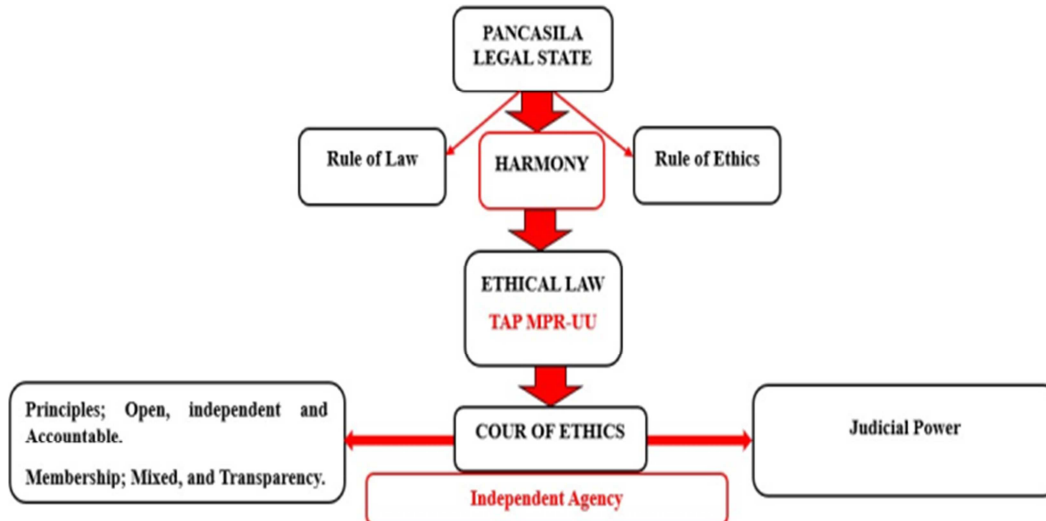 PANCASILA
LEGAL STATE
Rule of Law
HARMONY
Rule of Ethics
ETHICAL LAW
TAP MPR-UU
Principles; Open, independent and
Accountable.
Membership; Mixed, and Transparency.
COUR OF ETHICS
Judicial Power
Independent Agency